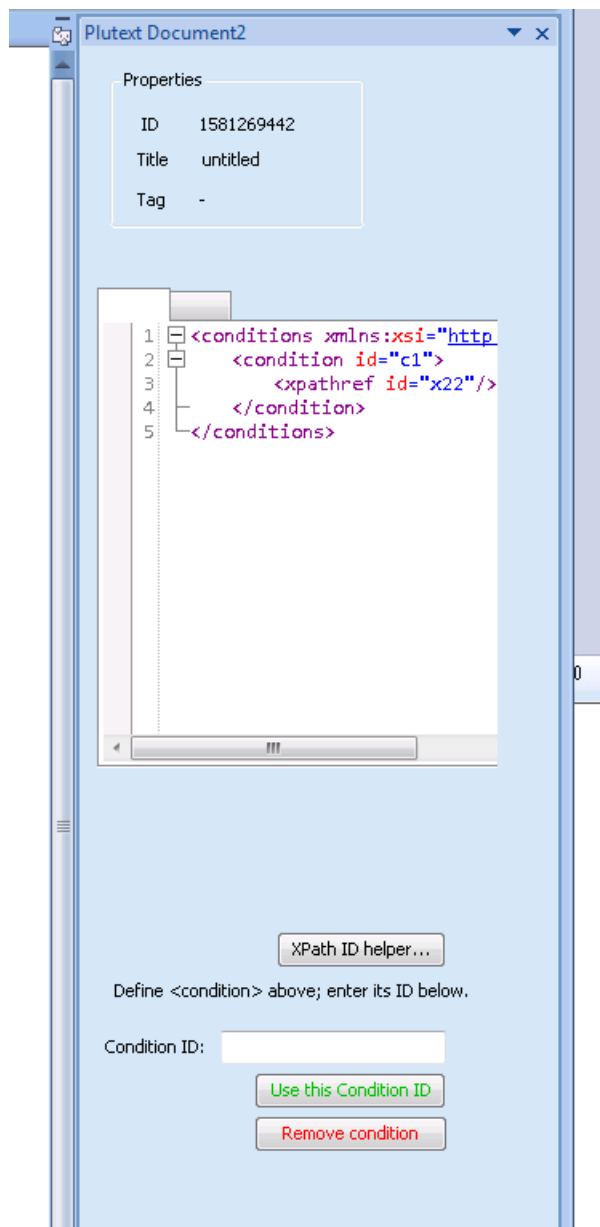 Plutext Document2
Properties
ID 1581269442
Title untitled
Tag -
1 <conditions xmlns:xsi="http
2 <condition id="c1">
3 <xpathref id="x22"/>
4 </condition>
5 </conditions>
0
XPath ID helper...
Define <condition> above; enter its ID below.
Condition ID:
Use this Condition ID
Remove condition